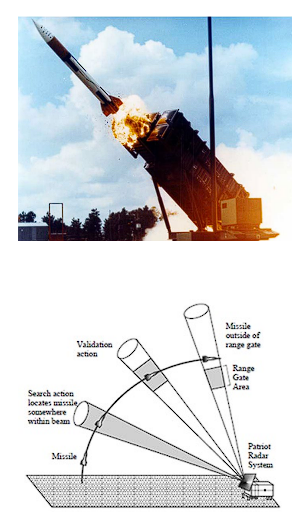 Missile
outside of
range gate
Validation
action
Range
Gate
Area
Search action
locates missile
somewhere
within beam
Missile
Patriot
Radar
System